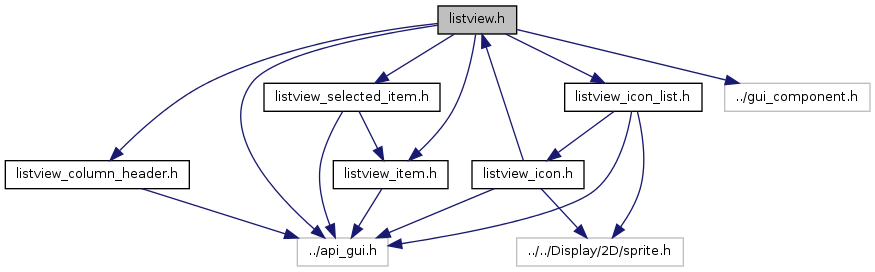 listview.h
listview_selected_item.h
listview_icon_list.h
../gui_component.h
listview_column_header.h
listview_item.h
listview_icon.h
../api_gui.h
../../Display/2D/sprite.h